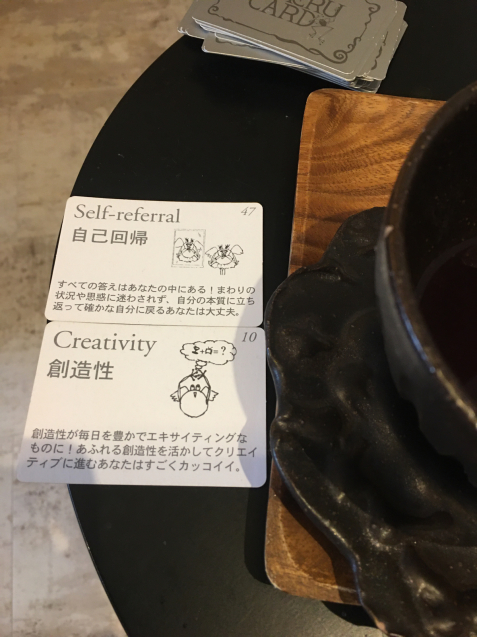 CARD
Self-referral
47
自己回帰
すべての答えはあなたの中にある！まわりの
状況や思惑に迷わされず、自分の本質に立ち
返って確かな自分に戻るあなたは大丈夫。
Creativity
10
創造性
創造性が毎日を豊かでエキサイティングな
ものに！あふれる創造性を活かしてクリエイ
ティブに進むあなたはすごくカッコイイ。